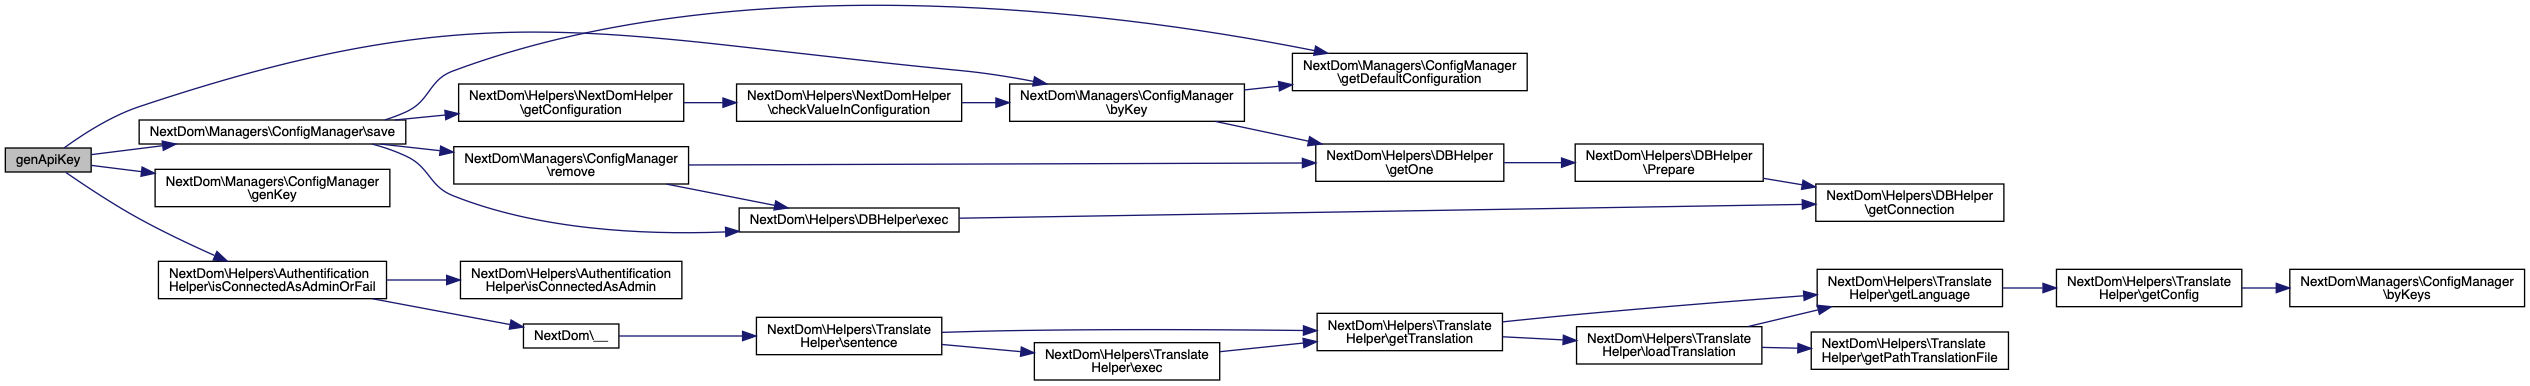 genApiKey
NextDom\Managers\ConfigManager\save
NextDom\Managers\ConfigManager
\genKey
NextDom\Helpers\Authentification
Helper\isConnectedAsAdminOrFail
NextDom\Helpers\NextDomHelper
\getConfiguration
NextDom\Managers\ConfigManager
\remove
NextDom\Helpers\Authentification
Helper\isConnectedAsAdmin
NextDom\__
NextDom\Helpers\NextDomHelper
\checkValueInConfiguration
NextDom\Helpers\DBHelper\exec
NextDom\Helpers\Translate
Helper\sentence
NextDom\Managers\ConfigManager
\byKey
NextDom\Helpers\Translate
Helper\exec
NextDom\Managers\ConfigManager
\getDefaultConfiguration
NextDom\Helpers\DBHelper
\getOne
NextDom\Helpers\Translate
Helper\getTranslation
NextDom\Helpers\DBHelper
\Prepare
NextDom\Helpers\Translate
Helper\loadTranslation
NextDom\Helpers\DBHelper
\getConnection
NextDom\Helpers\Translate
Helper\getLanguage
NextDom\Helpers\Translate
Helper\getPathTranslationFile
NextDom\Helpers\Translate
Helper\getConfig
NextDom\Managers\ConfigManager
\byKeys